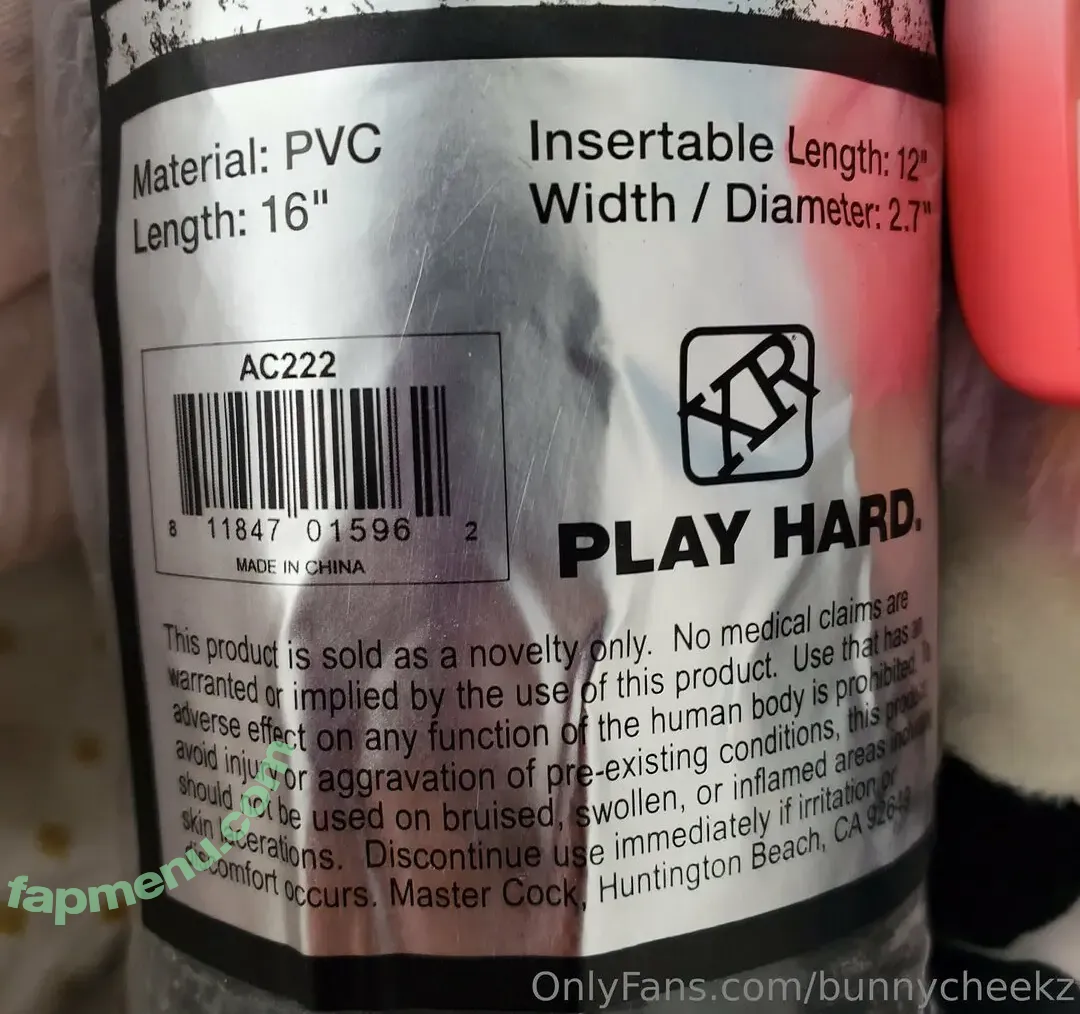 Material: PVC
Length: 16"
Insertable Length: 12"
Width / Diameter: 2.7"
AC222
8 11847 01596 2
MADE IN CHINA
XR
PLAY HARD.
This product is sold as a novelty only. No medical claims are
warranted or implied by the use of this product. Use that has an
adverse effect on any function of the human body is prohibited. To
avoid injury or aggravation of pre-existing conditions, this product
should not be used on bruised, swollen, or inflamed areas including
skin lacerations. Discontinue use immediately if irritation or
discomfort occurs. Master Cock, Huntington Beach, CA
fapmenu.com
OnlyFans.com/bunnycheekz